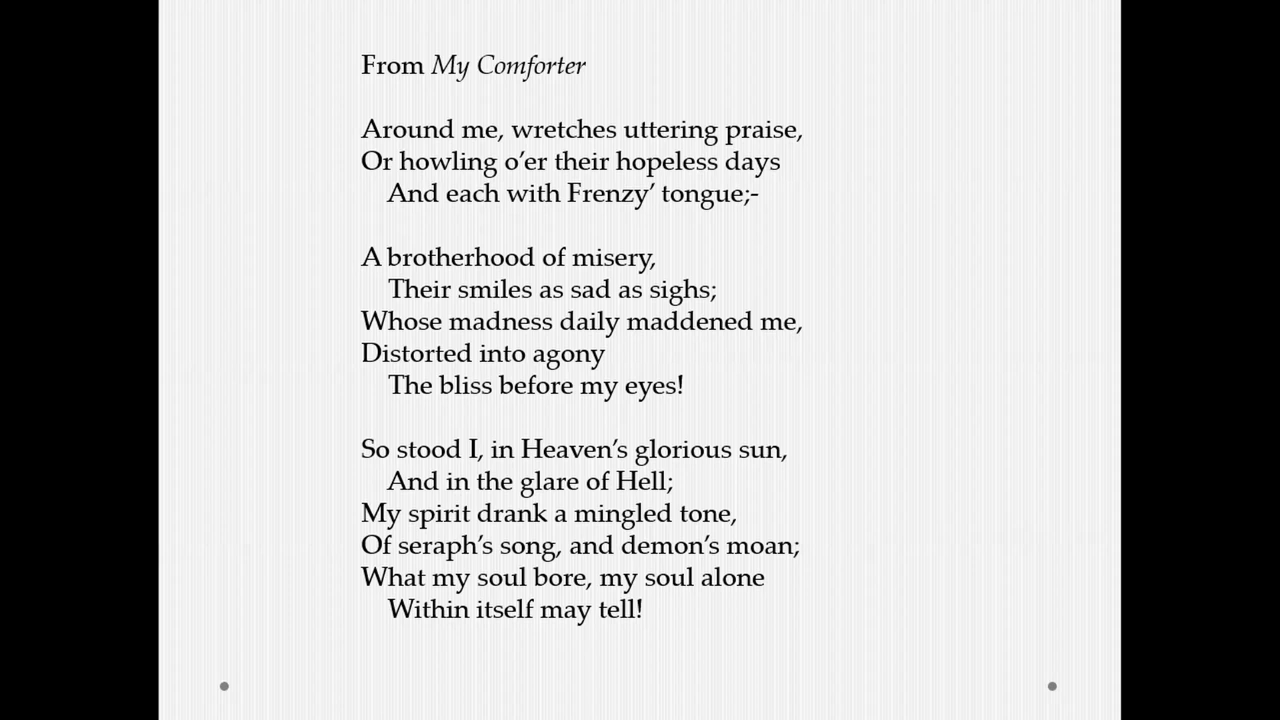 From My Comforter
Around me, wretches uttering praise,
Or howling o’er their hopeless days
And each with Frenzy’ tongue;-
A brotherhood of misery,
Their smiles as sad as sighs;
Whose madness daily maddened me,
Distorted into agony
The bliss before my eyes!
So stood I, in Heaven’s glorious sun,
And in the glare of Hell;
My spirit drank a mingled tone,
Of seraph’s song, and demon’s moan;
What my soul bore, my soul alone
Within itself may tell!